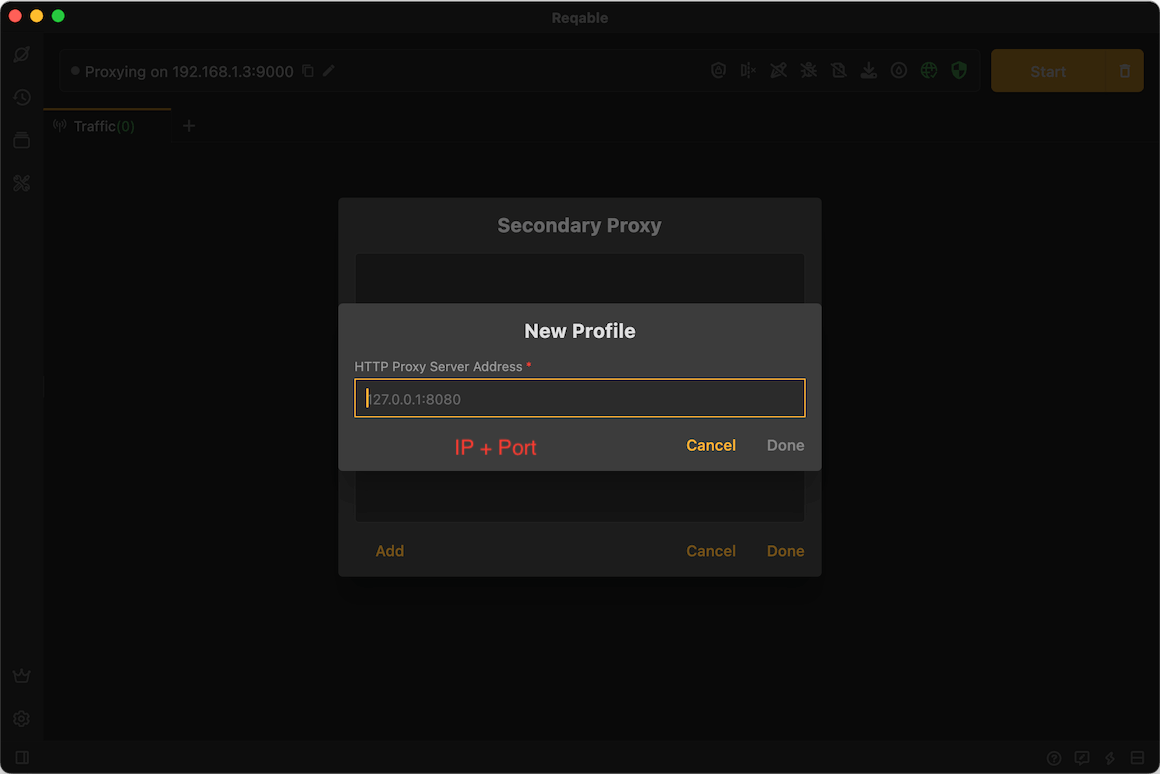 Reqable
Proxying on 192.168.1.3:9000
Start
Traffic(0)
Secondary Proxy
New Profile
HTTP Proxy Server Address *
127.0.0.1:8080
IP + Port
Cancel
Done
Add
Cancel
Done